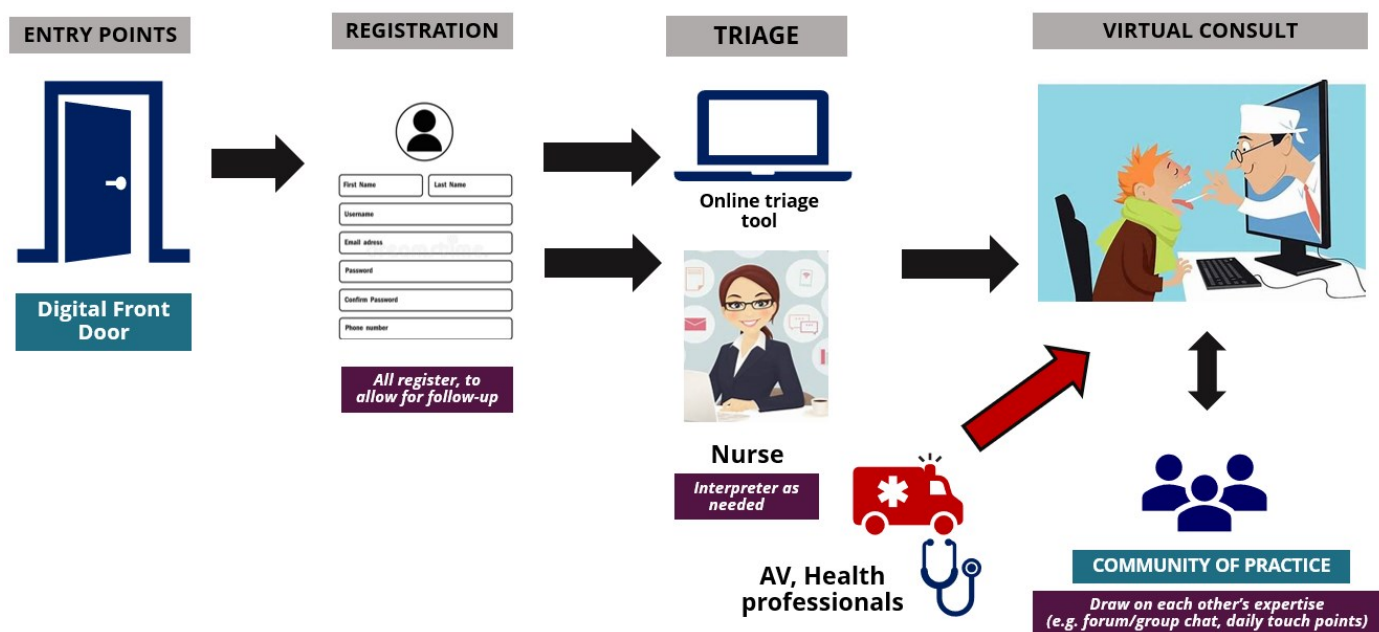 ENTRY POINTS
Digital Front
Door
REGISTRATION
First Name
Last Name
Username
Email adress
Password
Confirm Password
Phone number
All register, to
allow for follow-up
TRIAGE
Online triage
tool
Nurse
Interpreter as
needed
AV, Health
professionals
VIRTUAL CONSULT
COMMUNITY OF PRACTICE
Draw on each other's expertise
(e.g. forum/group chat, daily touch points)